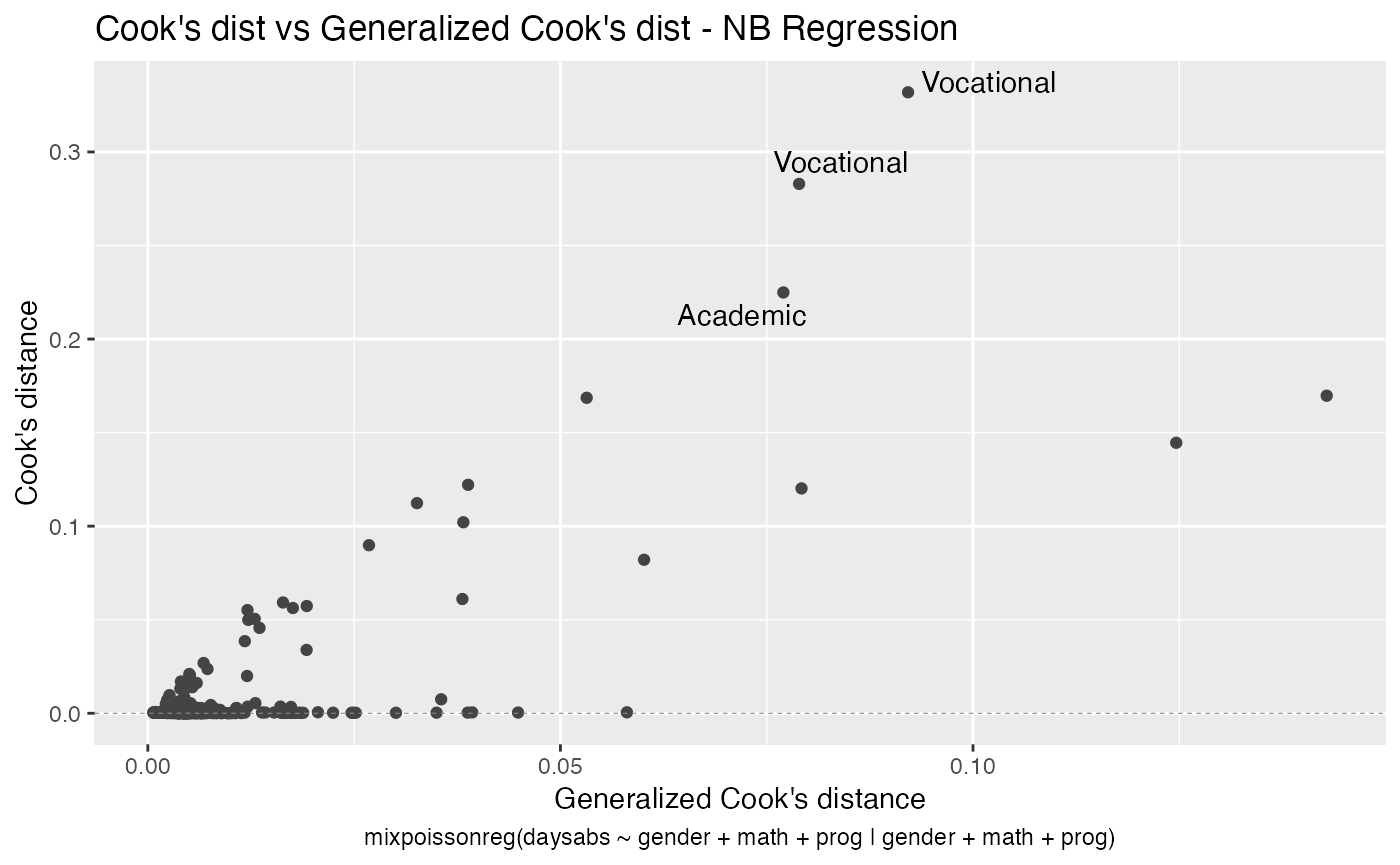 Cook's dist vs Generalized Cook's dist - NB Regression
Vocational
0.3
Vocational
Academic
0.2
Cook's distance
0.1
0.0
0.00
0.05
0.10
Generalized Cook's distance
mixpoissonreg(daysabs ~ gender + math + prog | gender + math + prog)